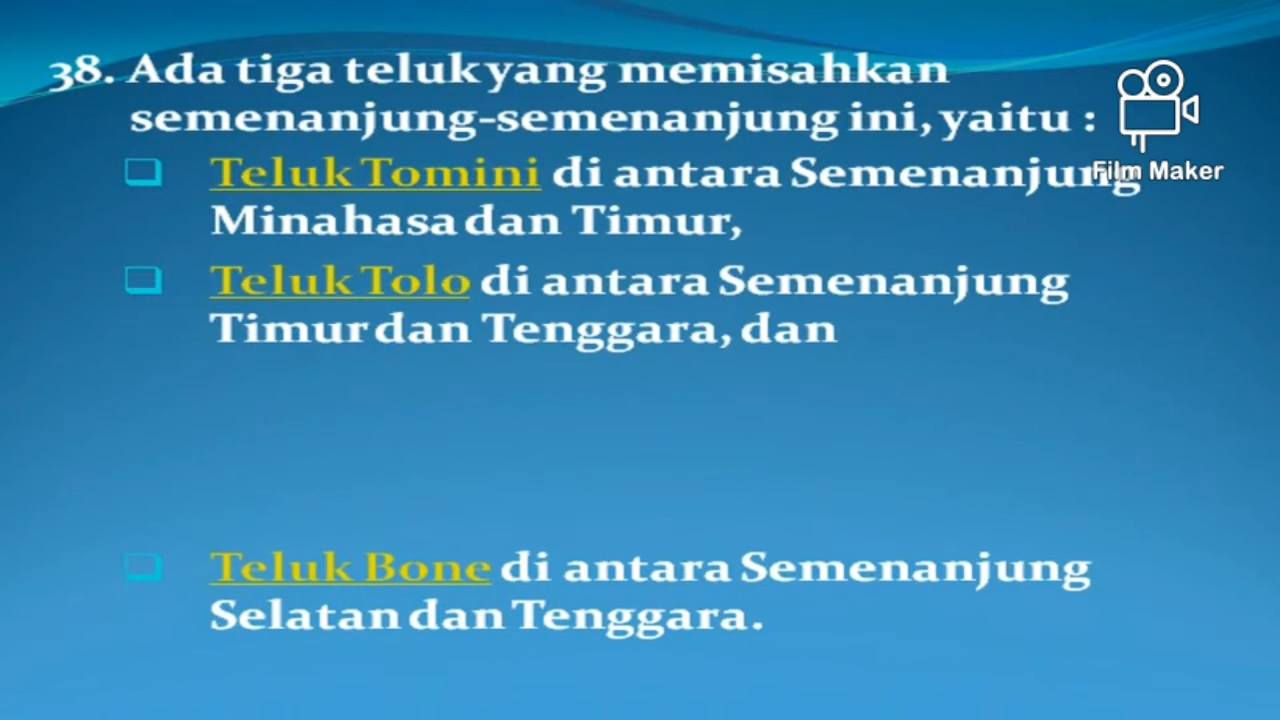 38. Ada tiga teluk yang memisahkan
semenanjung-semenanjung ini, yaitu :
Film Maker
Teluk Tomini di antara Semenanjung
Minahasa dan Timur,
Teluk Tolo di antara Semenanjung
Timur dan Tenggara, dan
Teluk Bone di antara Semenanjung
Selatan dan Tenggara.